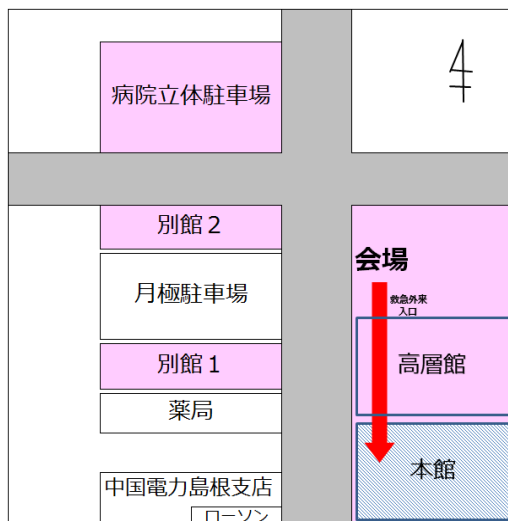 病院立体駐車場
別館２
会場
月極駐車場
救急外来
入口
別館１
高層館
薬局
本館
中国電力島根支店
ローソン